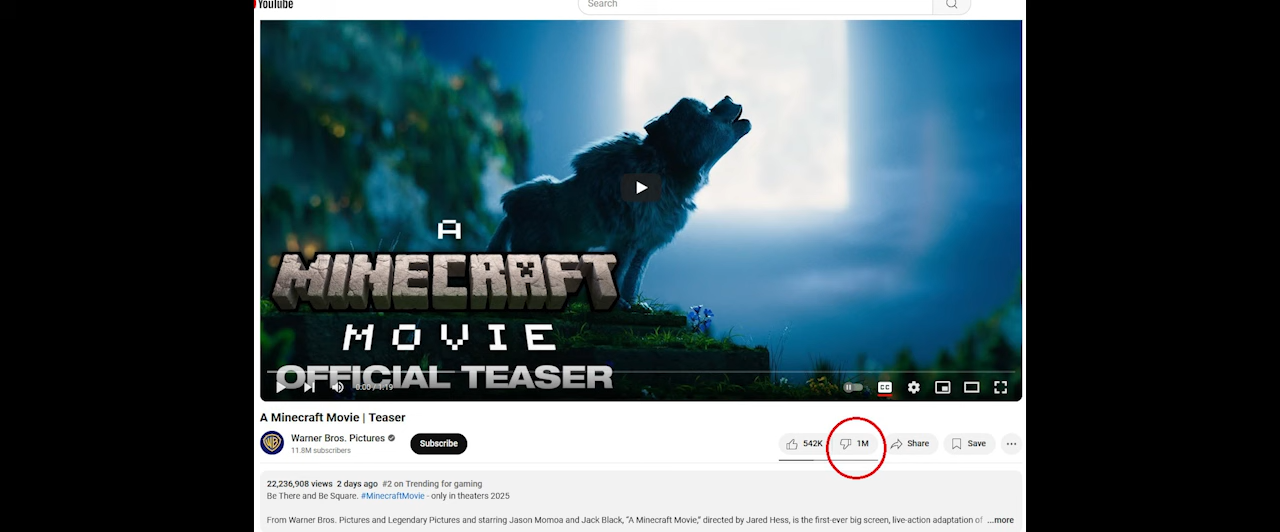 YouTube
Search
A
MINECRAFT
MOVIE
OFFICIAL TEASER
0:00 / 1:19
CC
A Minecraft Movie | Teaser
WB
Warner Bros. Pictures
11.8M subscribers
Subscribe
542K
1M
Share
Save
22,236,908 views 2 days ago #2 on Trending for gaming
Be There and Be Square. #MinecraftMovie - only in theaters 2025
From Warner Bros. Pictures and Legendary Pictures and starring Jason Momoa and Jack Black, “A Minecraft Movie,” directed by Jared Hess, is the first-ever big screen, live-action adaptation of ...more